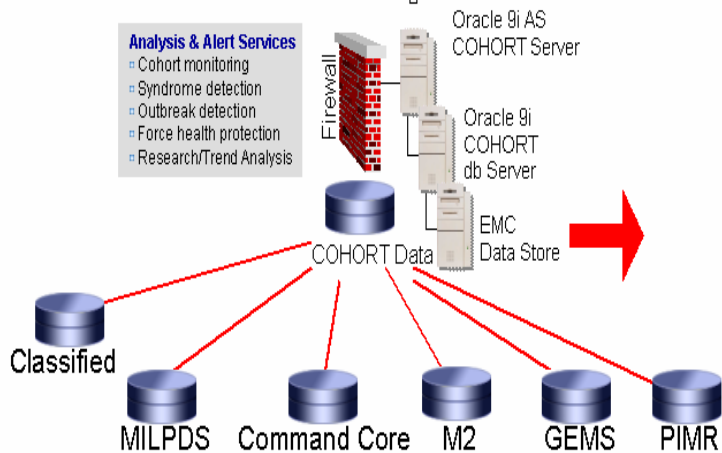 Oracle 9i AS
COHORT Server
Analysis & Alert Services
Cohort monitoring
Syndrome detection
Outbreak detection
Force health protection
Research/Trend Analysis
Firewall
Oracle 9i
COHORT
db Server
EMC
Data Store
COHORT Data
Classified
MILPDS
Command Core
M2
GEMS
PIMR